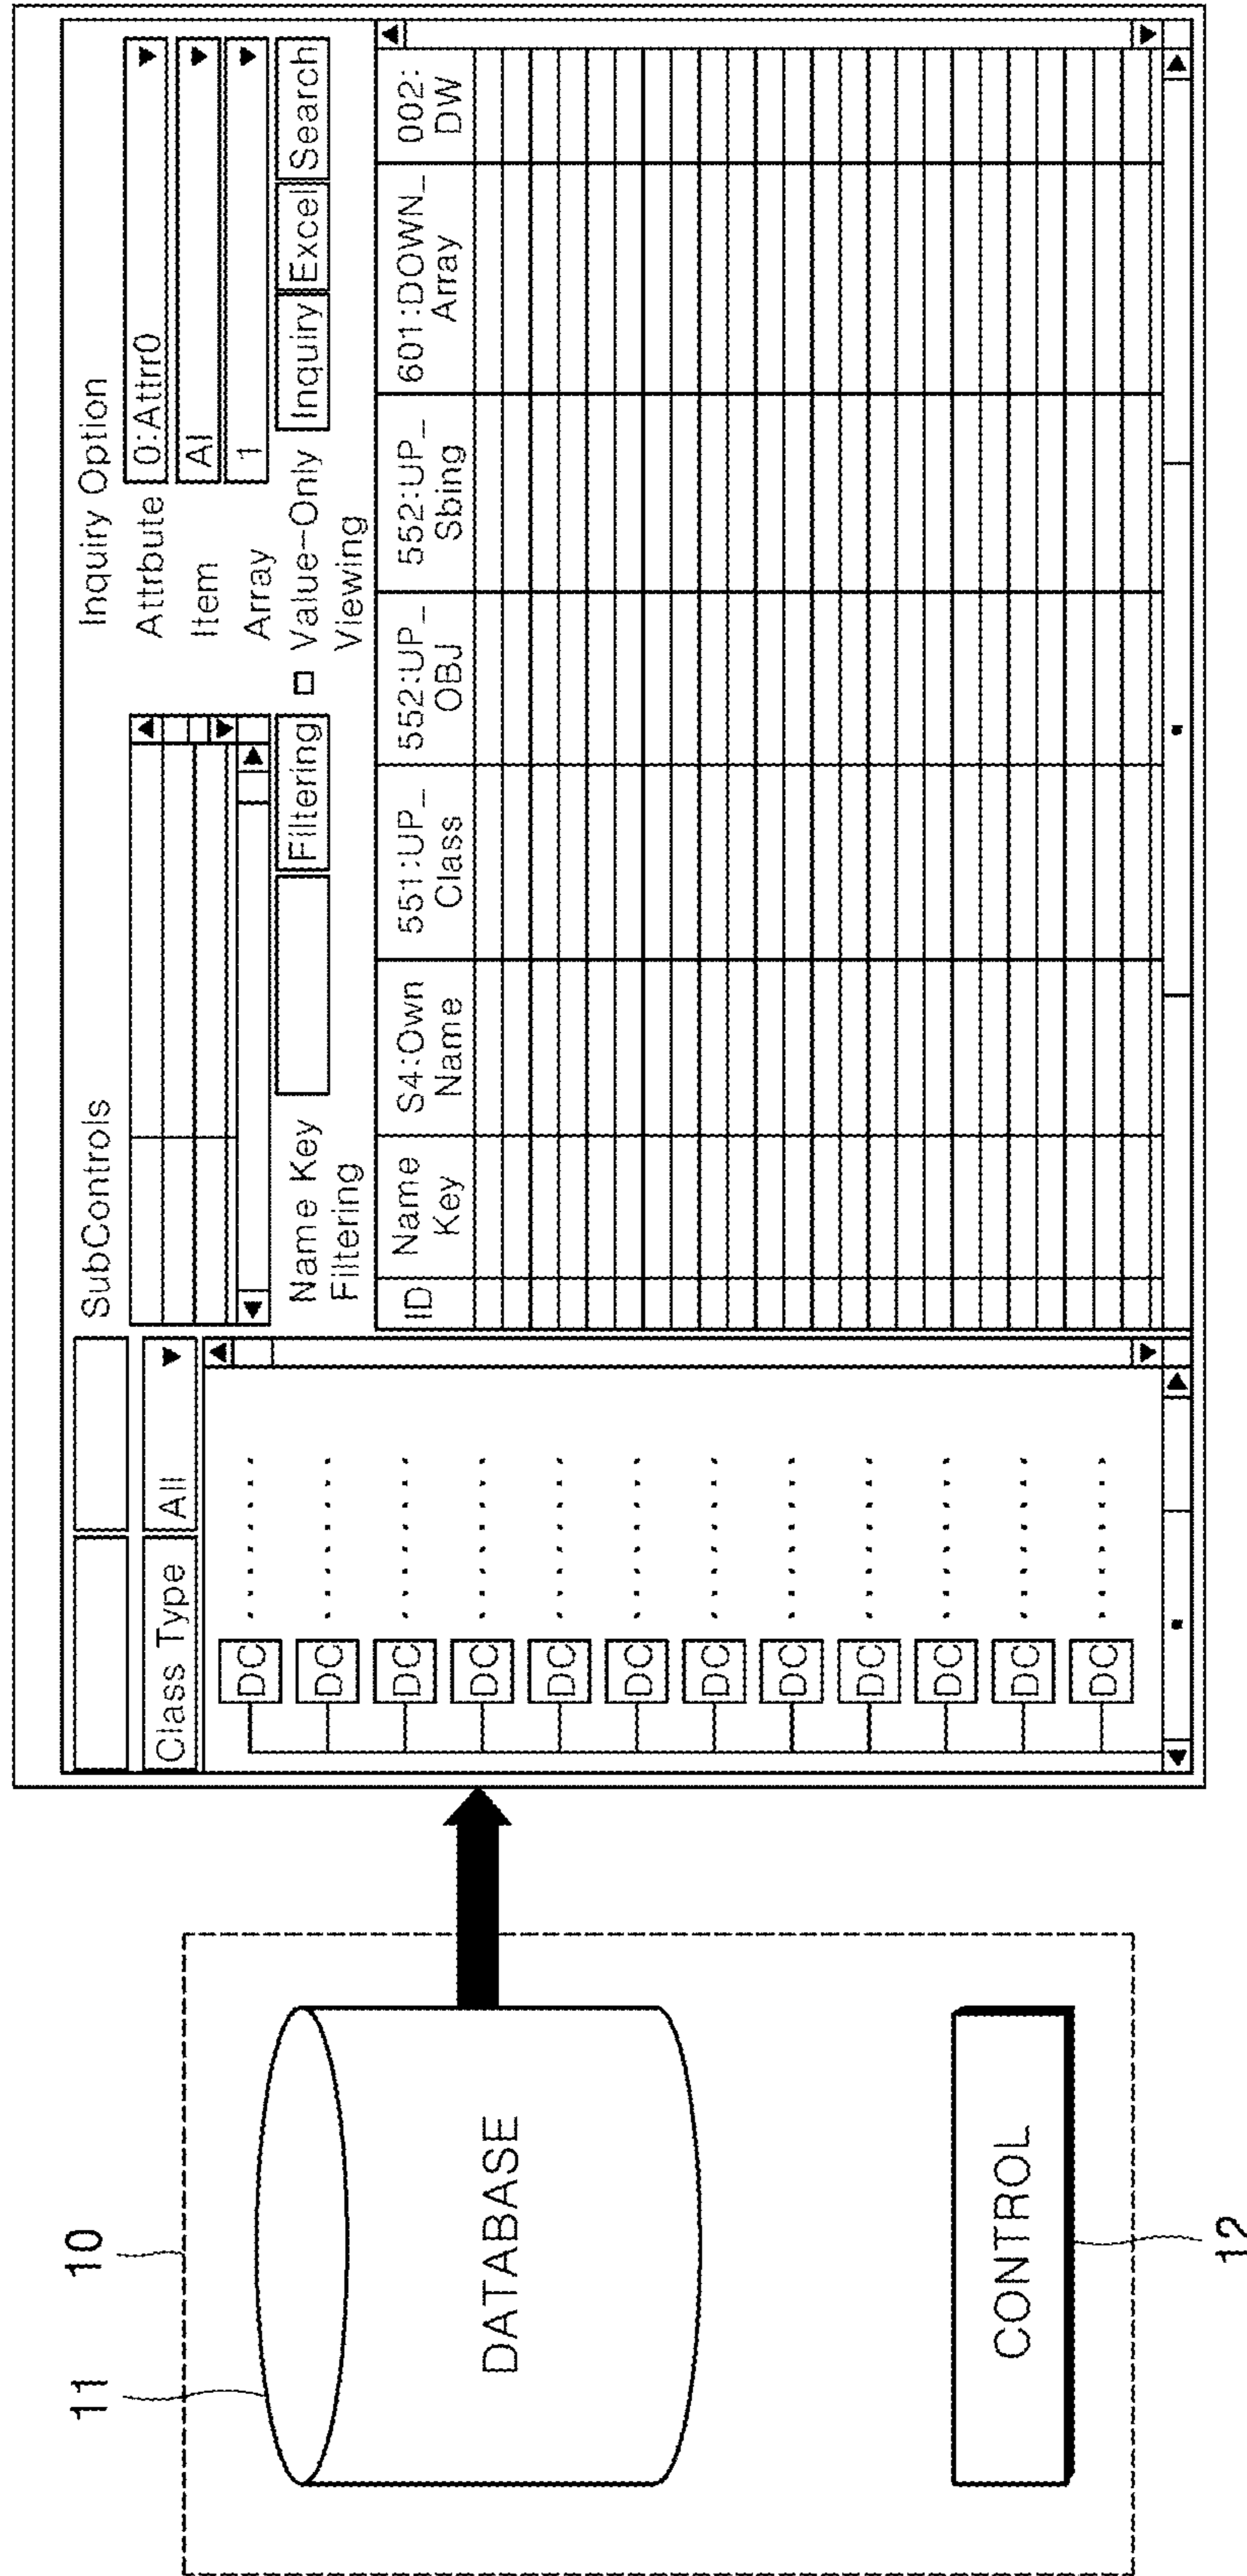 10
11
DATABASE
CONTROL
12
Class Type All
DC
DC
DC
DC
DC
DC
DC
DC
DC
DC
DC
DC
SubControls
Name Key Filtering
Filtering
Inquiry Option
Attrbute 0:Attrr0
Item AI
Array 1
Value-Only
Viewing
Inquiry Excel Search
ID
Name
Key
S4:Own
Name
551:UP_
Class
552:UP_
OBJ
552:UP_
Sbing
601:DOWN_
Array
002:
DW